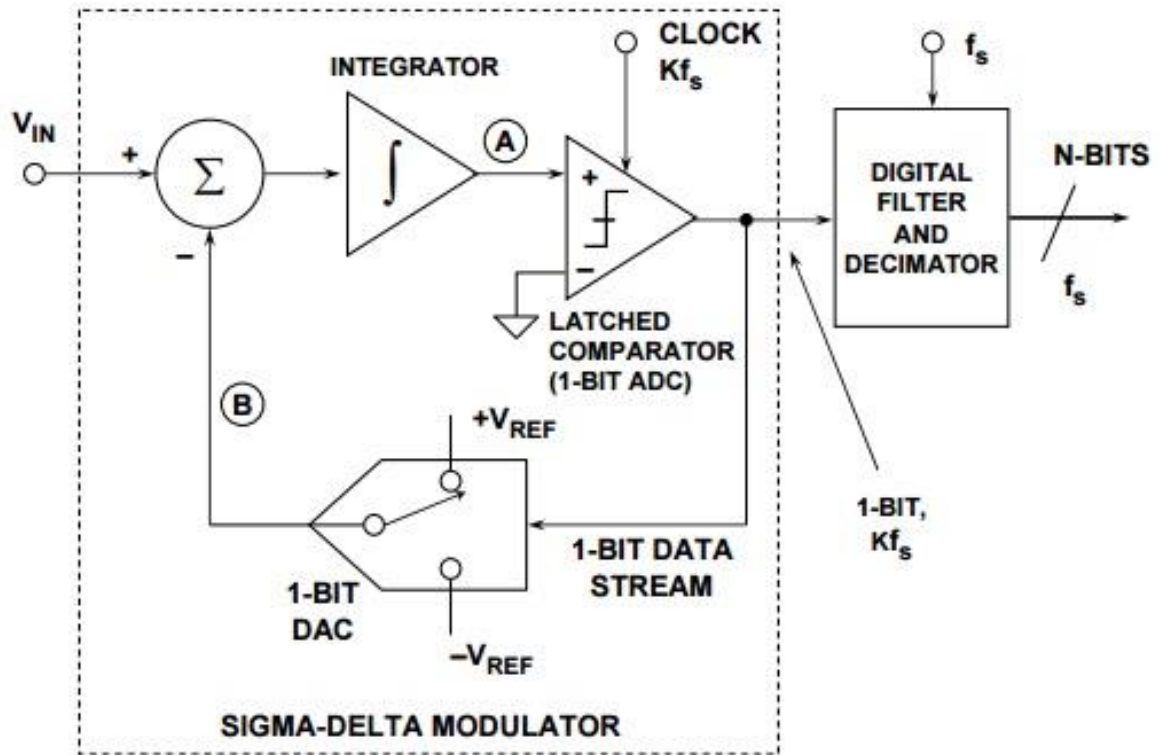 CLOCK
Kfs
fs
INTEGRATOR
VIN
+
Σ
−
∫
A
+
−
DIGITAL
FILTER
AND
DECIMATOR
N-BITS
fs
LATCHED
COMPARATOR
(1-BIT ADC)
B
+VREF
1-BIT,
Kfs
1-BIT DATA
STREAM
1-BIT
DAC
–VREF
SIGMA-DELTA MODULATOR